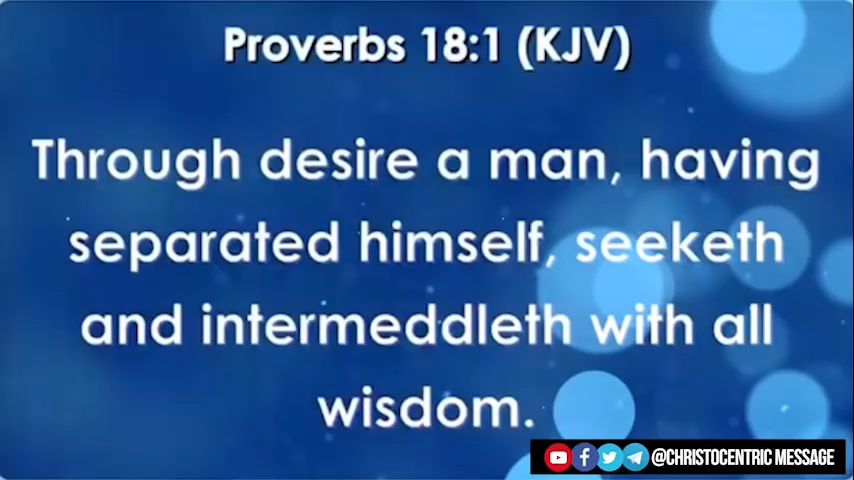 Proverbs 18:1 (KJV)
Through desire a man, having
separated himself, seeketh
and intermeddleth with all
wisdom.
@CHRISTOCENTRIC MESSAGE